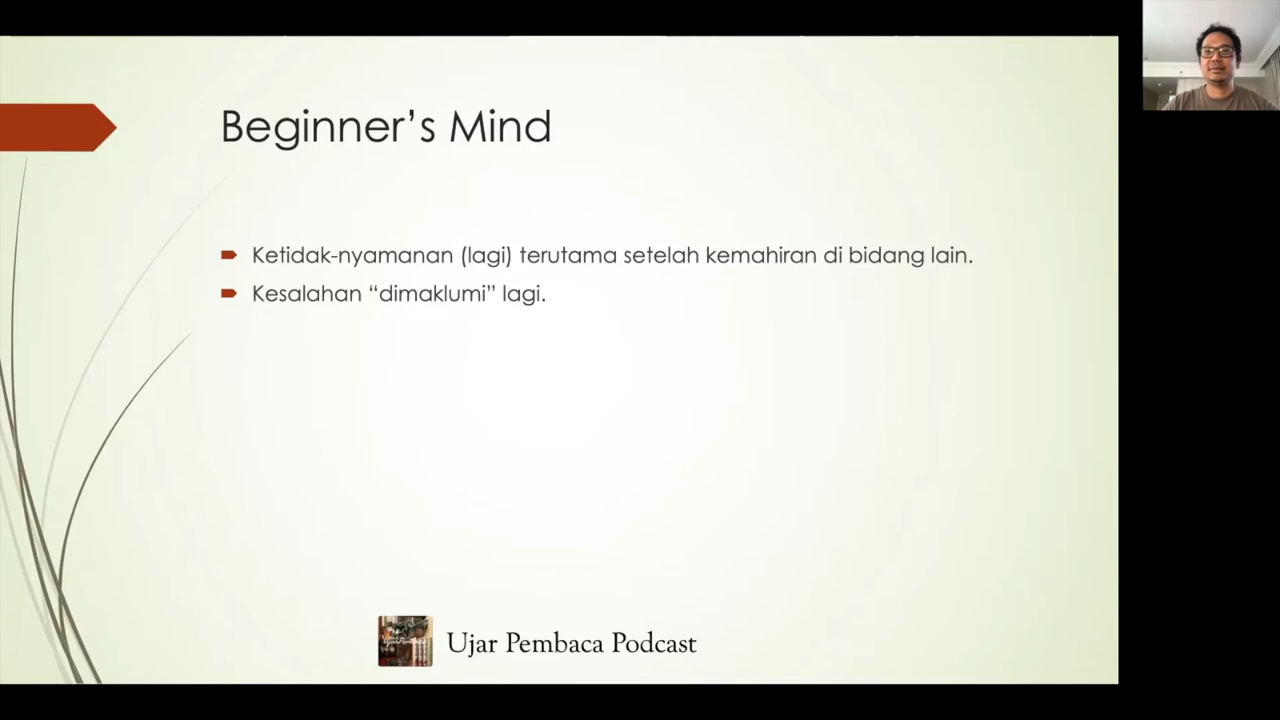 Beginner’s Mind
Ketidak-nyamanan (lagi) terutama setelah kemahiran di bidang lain.
Kesalahan “dimaklumi” lagi.
Ujar Pembaca Podcast